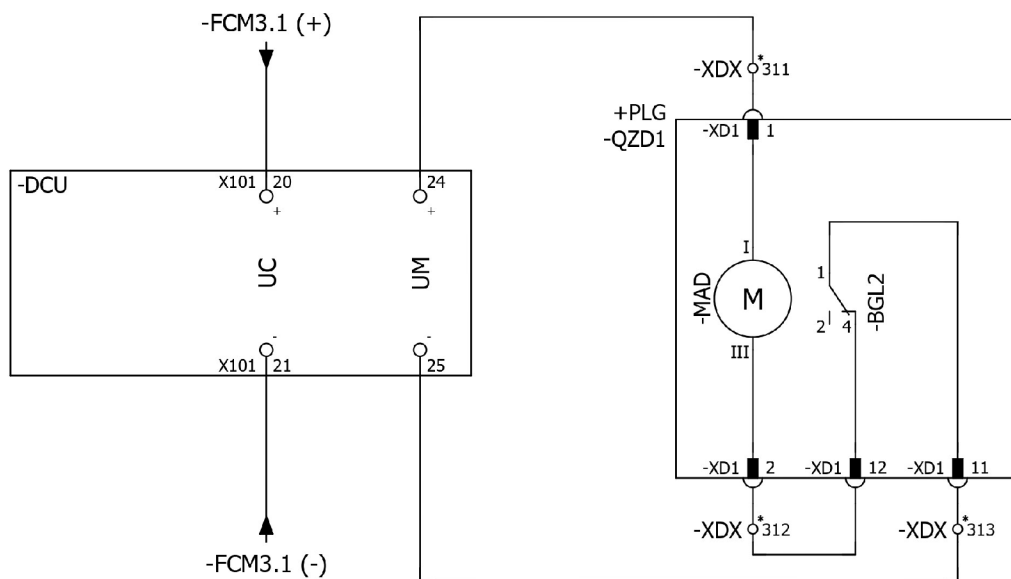 -FCM3.1 (+)
-XDX
*
311
+PLG
-QZD1
-XD1
1
-DCU
X101
20
24
+
+
UC
UM
I
-MAD
M
III
1
2
4
-BGL2
-
-
X101
21
25
-XD1
2
-XD1
12
-XD1
11
-XDX
*
312
-XDX
*
313
-FCM3.1 (-)